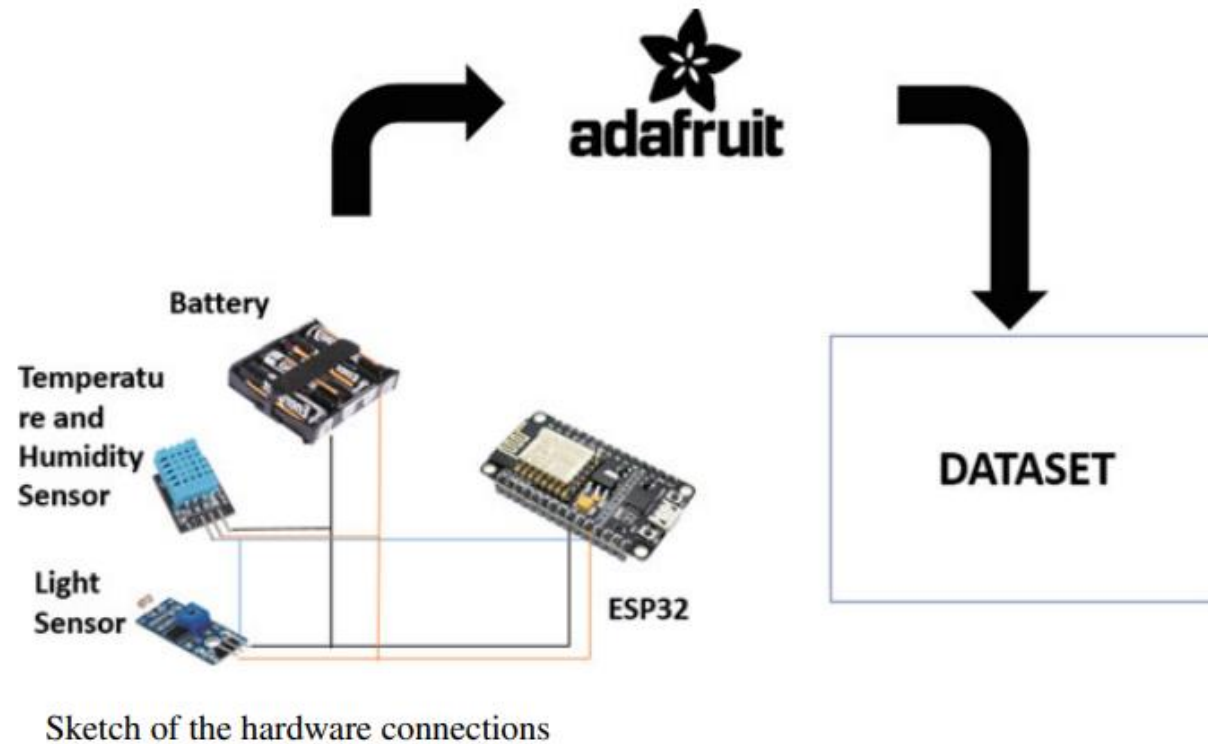 adafruit
Battery
Temperatu
re and
Humidity
Sensor
Light
Sensor
ESP32
DATASET
Sketch of the hardware connections